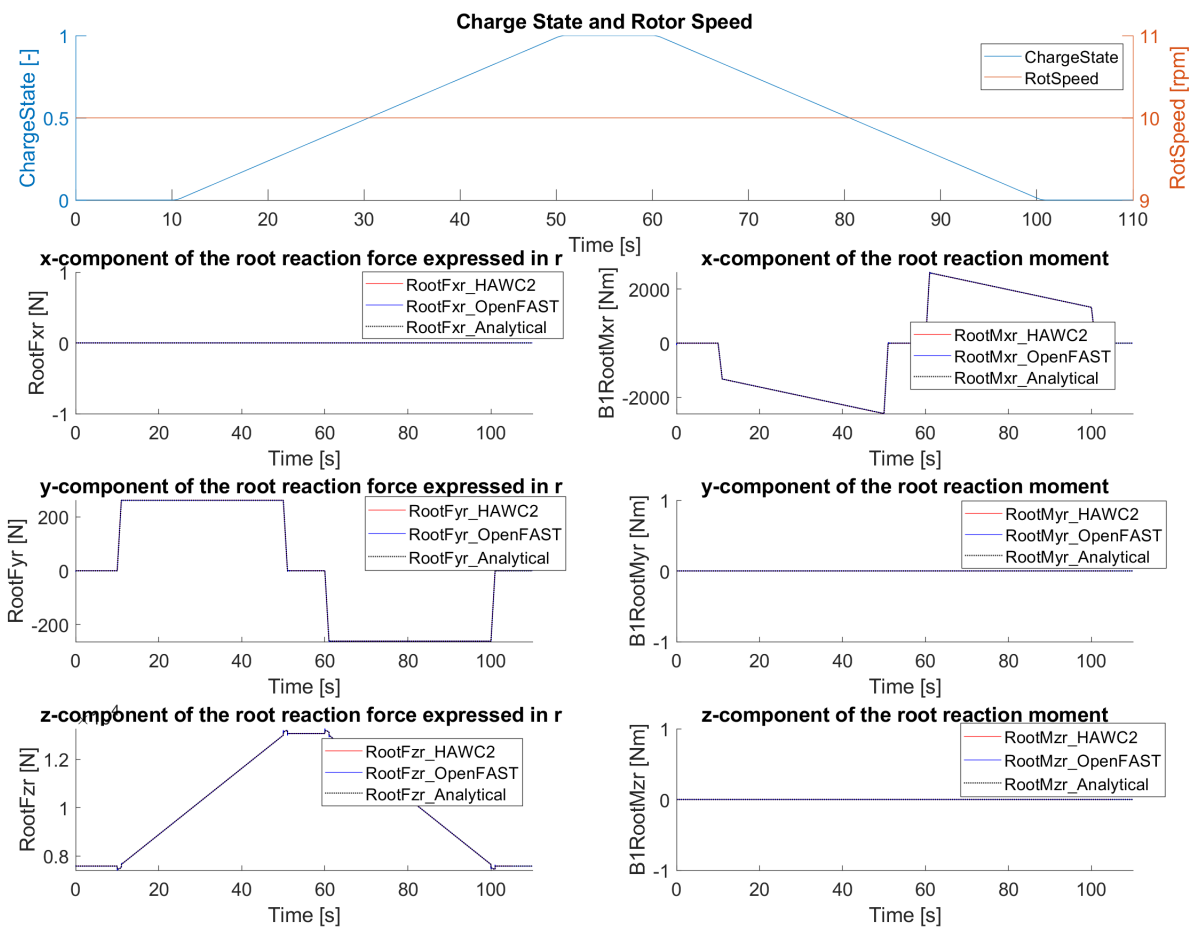 Charge State and Rotor Speed
ChargeState [-]
1
0.5
0
11
10
9
RotSpeed [rpm]
ChargeState
RotSpeed
0 10 20 30 40 50 60 70 80 90 100 110
Time [s]
x-component of the root reaction force expressed in r
RootFxr [N]
1
0
-1
RootFxr_HAWC2
RootFxr_OpenFAST
RootFxr_Analytical
0 20 40 60 80 100
Time [s]
x-component of the root reaction moment
B1RootMxr [Nm]
2000
0
-2000
RootMxr_HAWC2
RootMxr_OpenFAST
RootMxr_Analytical
0 20 40 60 80 100
Time [s]
y-component of the root reaction force expressed in r
RootFyr [N]
200
0
-200
RootFyr_HAWC2
RootFyr_OpenFAST
RootFyr_Analytical
0 20 40 60 80 100
Time [s]
y-component of the root reaction moment
B1RootMyr [Nm]
1
0
-1
RootMyr_HAWC2
RootMyr_OpenFAST
RootMyr_Analytical
0 20 40 60 80 100
Time [s]
z-component of the root reaction force expressed in r
RootFzr [N]
1.2
1
0.8
RootFzr_HAWC2
RootFzr_OpenFAST
RootFzr_Analytical
0 20 40 60 80 100
Time [s]
z-component of the root reaction moment
B1RootMzr [Nm]
1
0
-1
RootMzr_HAWC2
RootMzr_OpenFAST
RootMzr_Analytical
0 20 40 60 80 100
Time [s]